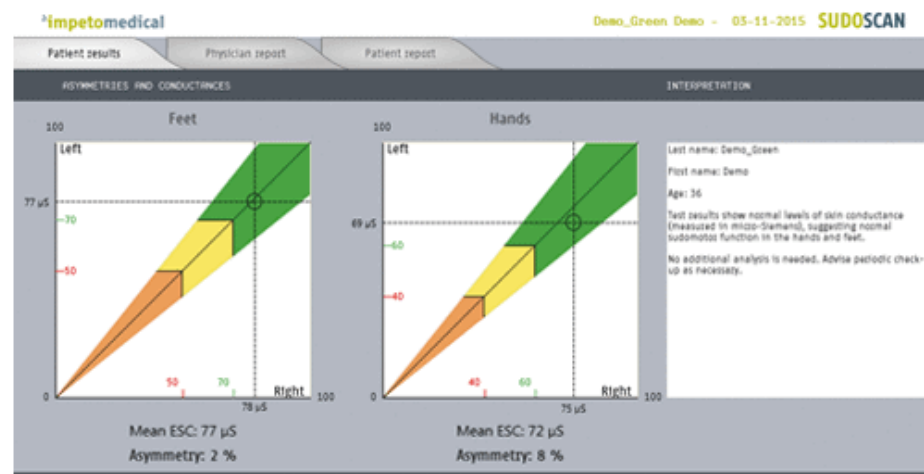 impetomedical
Demo_Green Demo - 03-11-2015 SUDOSCAN
Patient results
Physician report
Patient report
ASYMMETRIES AND CONDUCTANCES
INTERPRETATION
Feet
100
Left
77 µS
70
50
0
50
70
Right
100
78 µS
Mean ESC: 77 µS
Asymmetry: 2 %
Hands
100
Left
69 µS
60
40
0
40
60
Right
100
75 µS
Mean ESC: 72 µS
Asymmetry: 8 %
Last name: Demo_Green
First name: Demo
Age: 36
Test results show normal levels of skin conductance
(measured in micro-Siemens), suggesting normal
sudomotor function in the hands and feet.
No additional analysis is needed. Advise periodic check-
up as necessary.